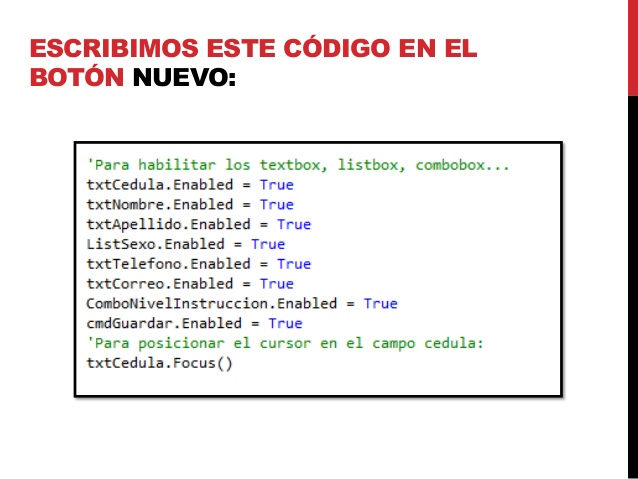 ESCRIBIMOS ESTE CÓDIGO EN EL
BOTÓN NUEVO:
'Para habilitar los textbox, listbox, combobox...
txtCedula.Enabled = True
txtNombre.Enabled = True
txtApellido.Enabled = True
ListSexo.Enabled = True
txtTelefono.Enabled = True
txtCorreo.Enabled = True
ComboNivelInstruccion.Enabled = True
cmdGuardar.Enabled = True
'Para posicionar el cursor en el campo cedula:
txtCedula.Focus()